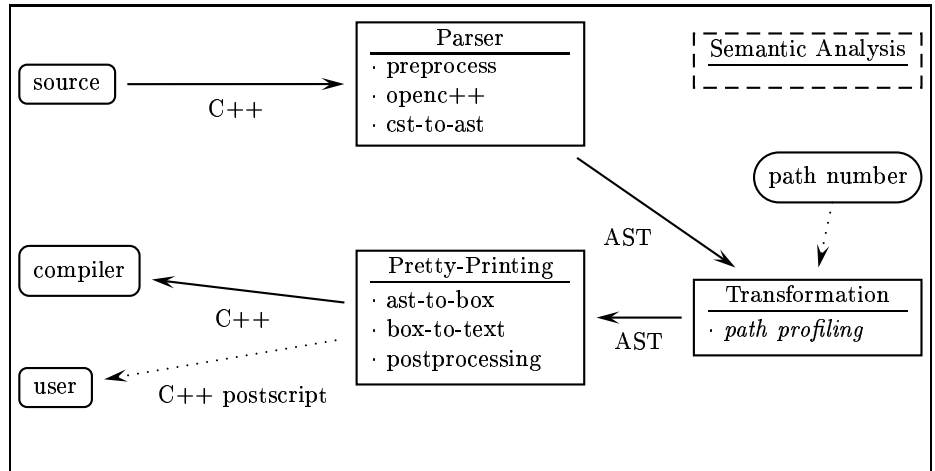 Parser
· preprocess
· openc++
· cst-to-ast
Semantic Analysis
source
C++
path number
AST
compiler
C++
Pretty-Printing
· ast-to-box
· box-to-text
· postprocessing
AST
Transformation
· path profiling
user
C++ postscript